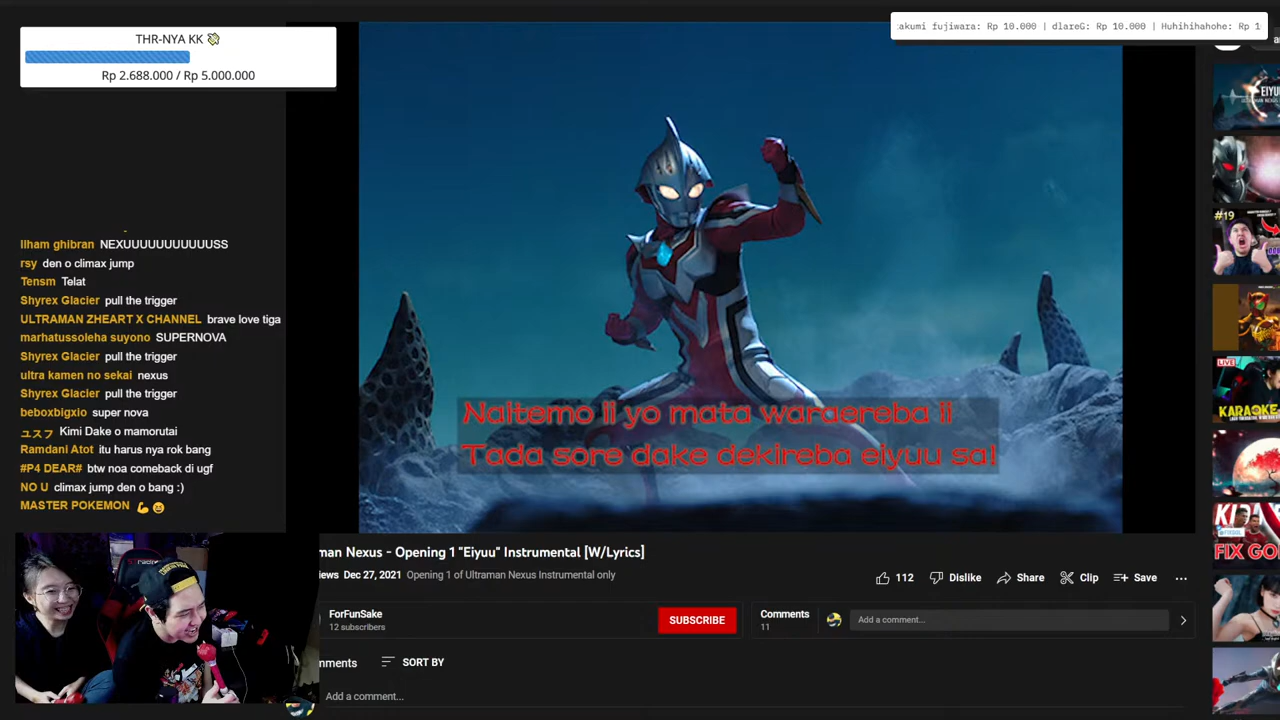 THR-NYA KK
Rp 2.688.000 / Rp 5.000.000
akumi fujiwara: Rp 10.000 | dlareG: Rp 10.000 | Huhihihahohe: Rp 1
Ilham ghibran NEXUUUUUUUUUUUSS
rsy den o climax jump
Tensm Telat
Shyrex Glacier pull the trigger
ULTRAMAN ZHEART X CHANNEL brave love tiga
marhatussoleha suyono SUPERNOVA
Shyrex Glacier pull the trigger
ultra kamen no sekai nexus
Shyrex Glacier pull the trigger
beboxbigxio super nova
ユスフ Kimi Dake o mamorutai
Ramdani Atot itu harus nya rok bang
#P4 DEAR# btw noa comeback di ugf
NO U climax jump den o bang :)
MASTER POKEMON
Naitemo ii yo mata waraereba ii
Tada sore dake dekireba eiyuu sa!
man Nexus - Opening 1 "Eiyuu" Instrumental [W/Lyrics]
iews Dec 27, 2021 Opening 1 of Ultraman Nexus Instrumental only
112 Dislike Share Clip Save
ForFunSake
12 subscribers
SUBSCRIBE
Comments
11
Add a comment...
mments SORT BY
Add a comment...
#19
LIVE
KARAOKE
FIX GO